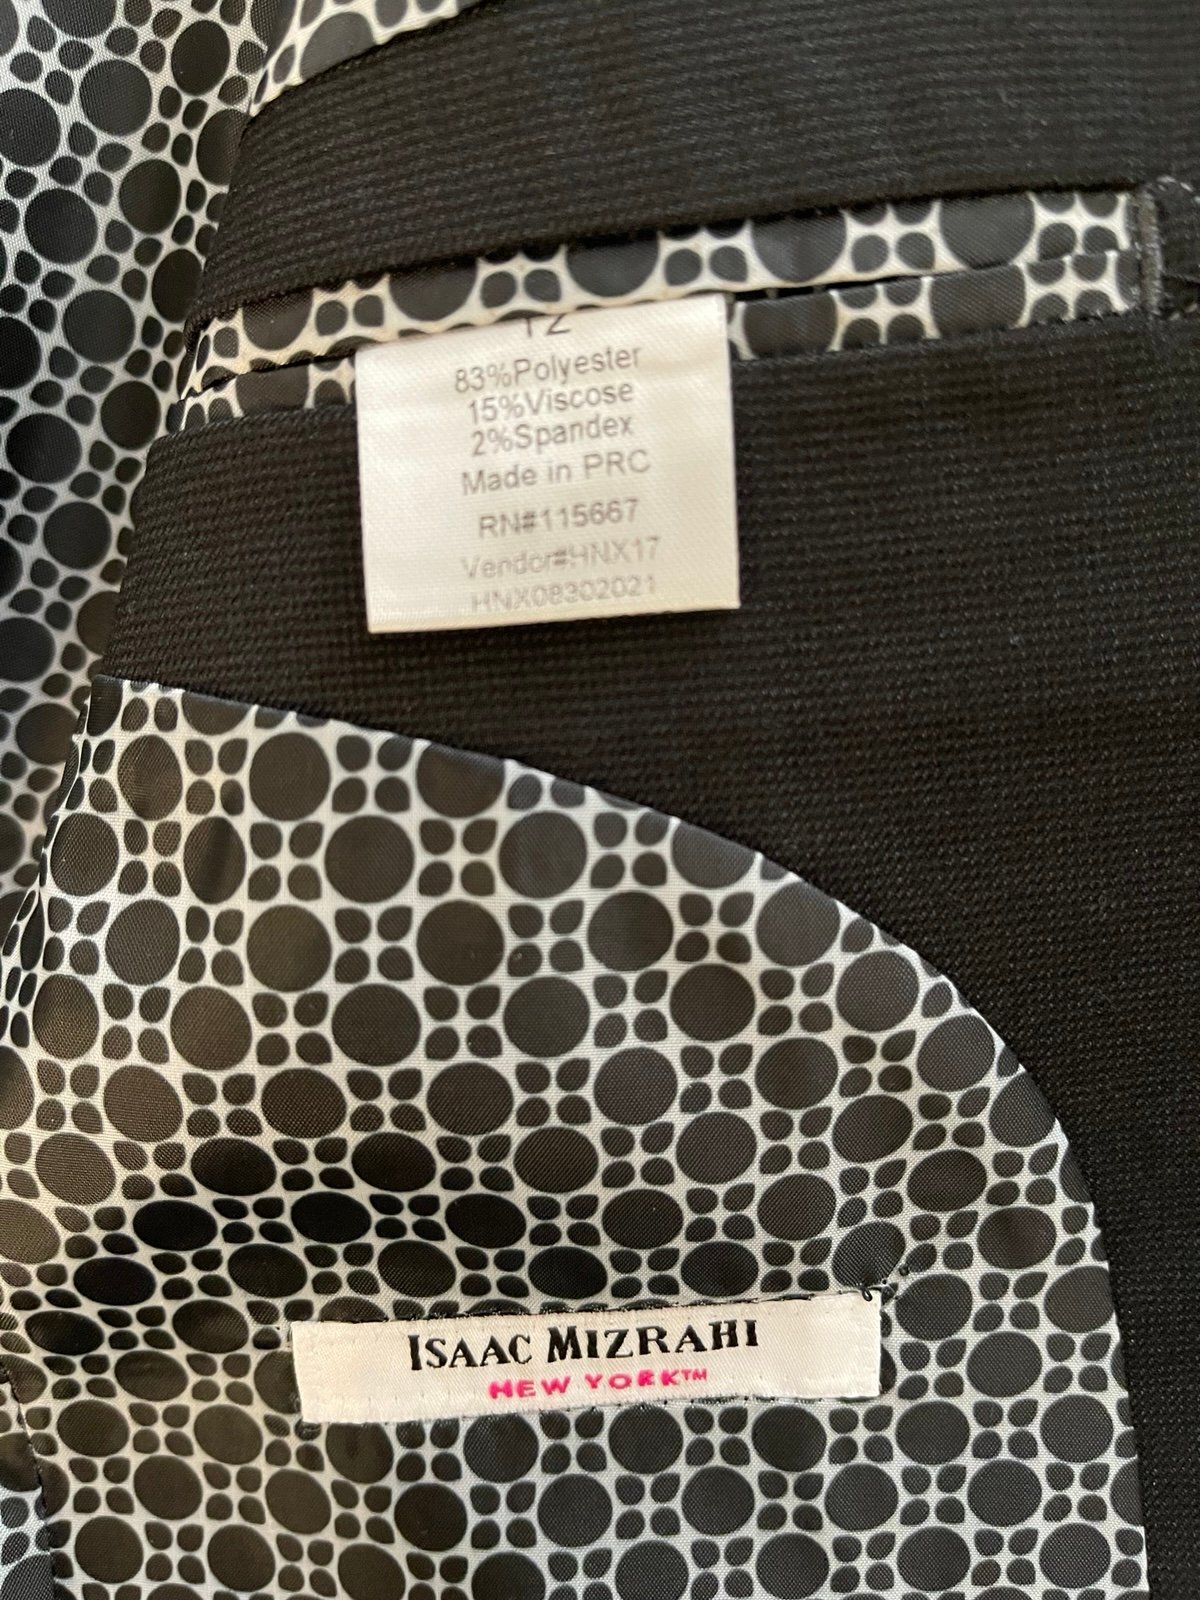 12
83%Polyester
15%Viscose
2%Spandex
Made in PRC
RN#115667
Vendor#HNX17
HNX08302021
ISAAC MIZRAHI
NEW YORK™